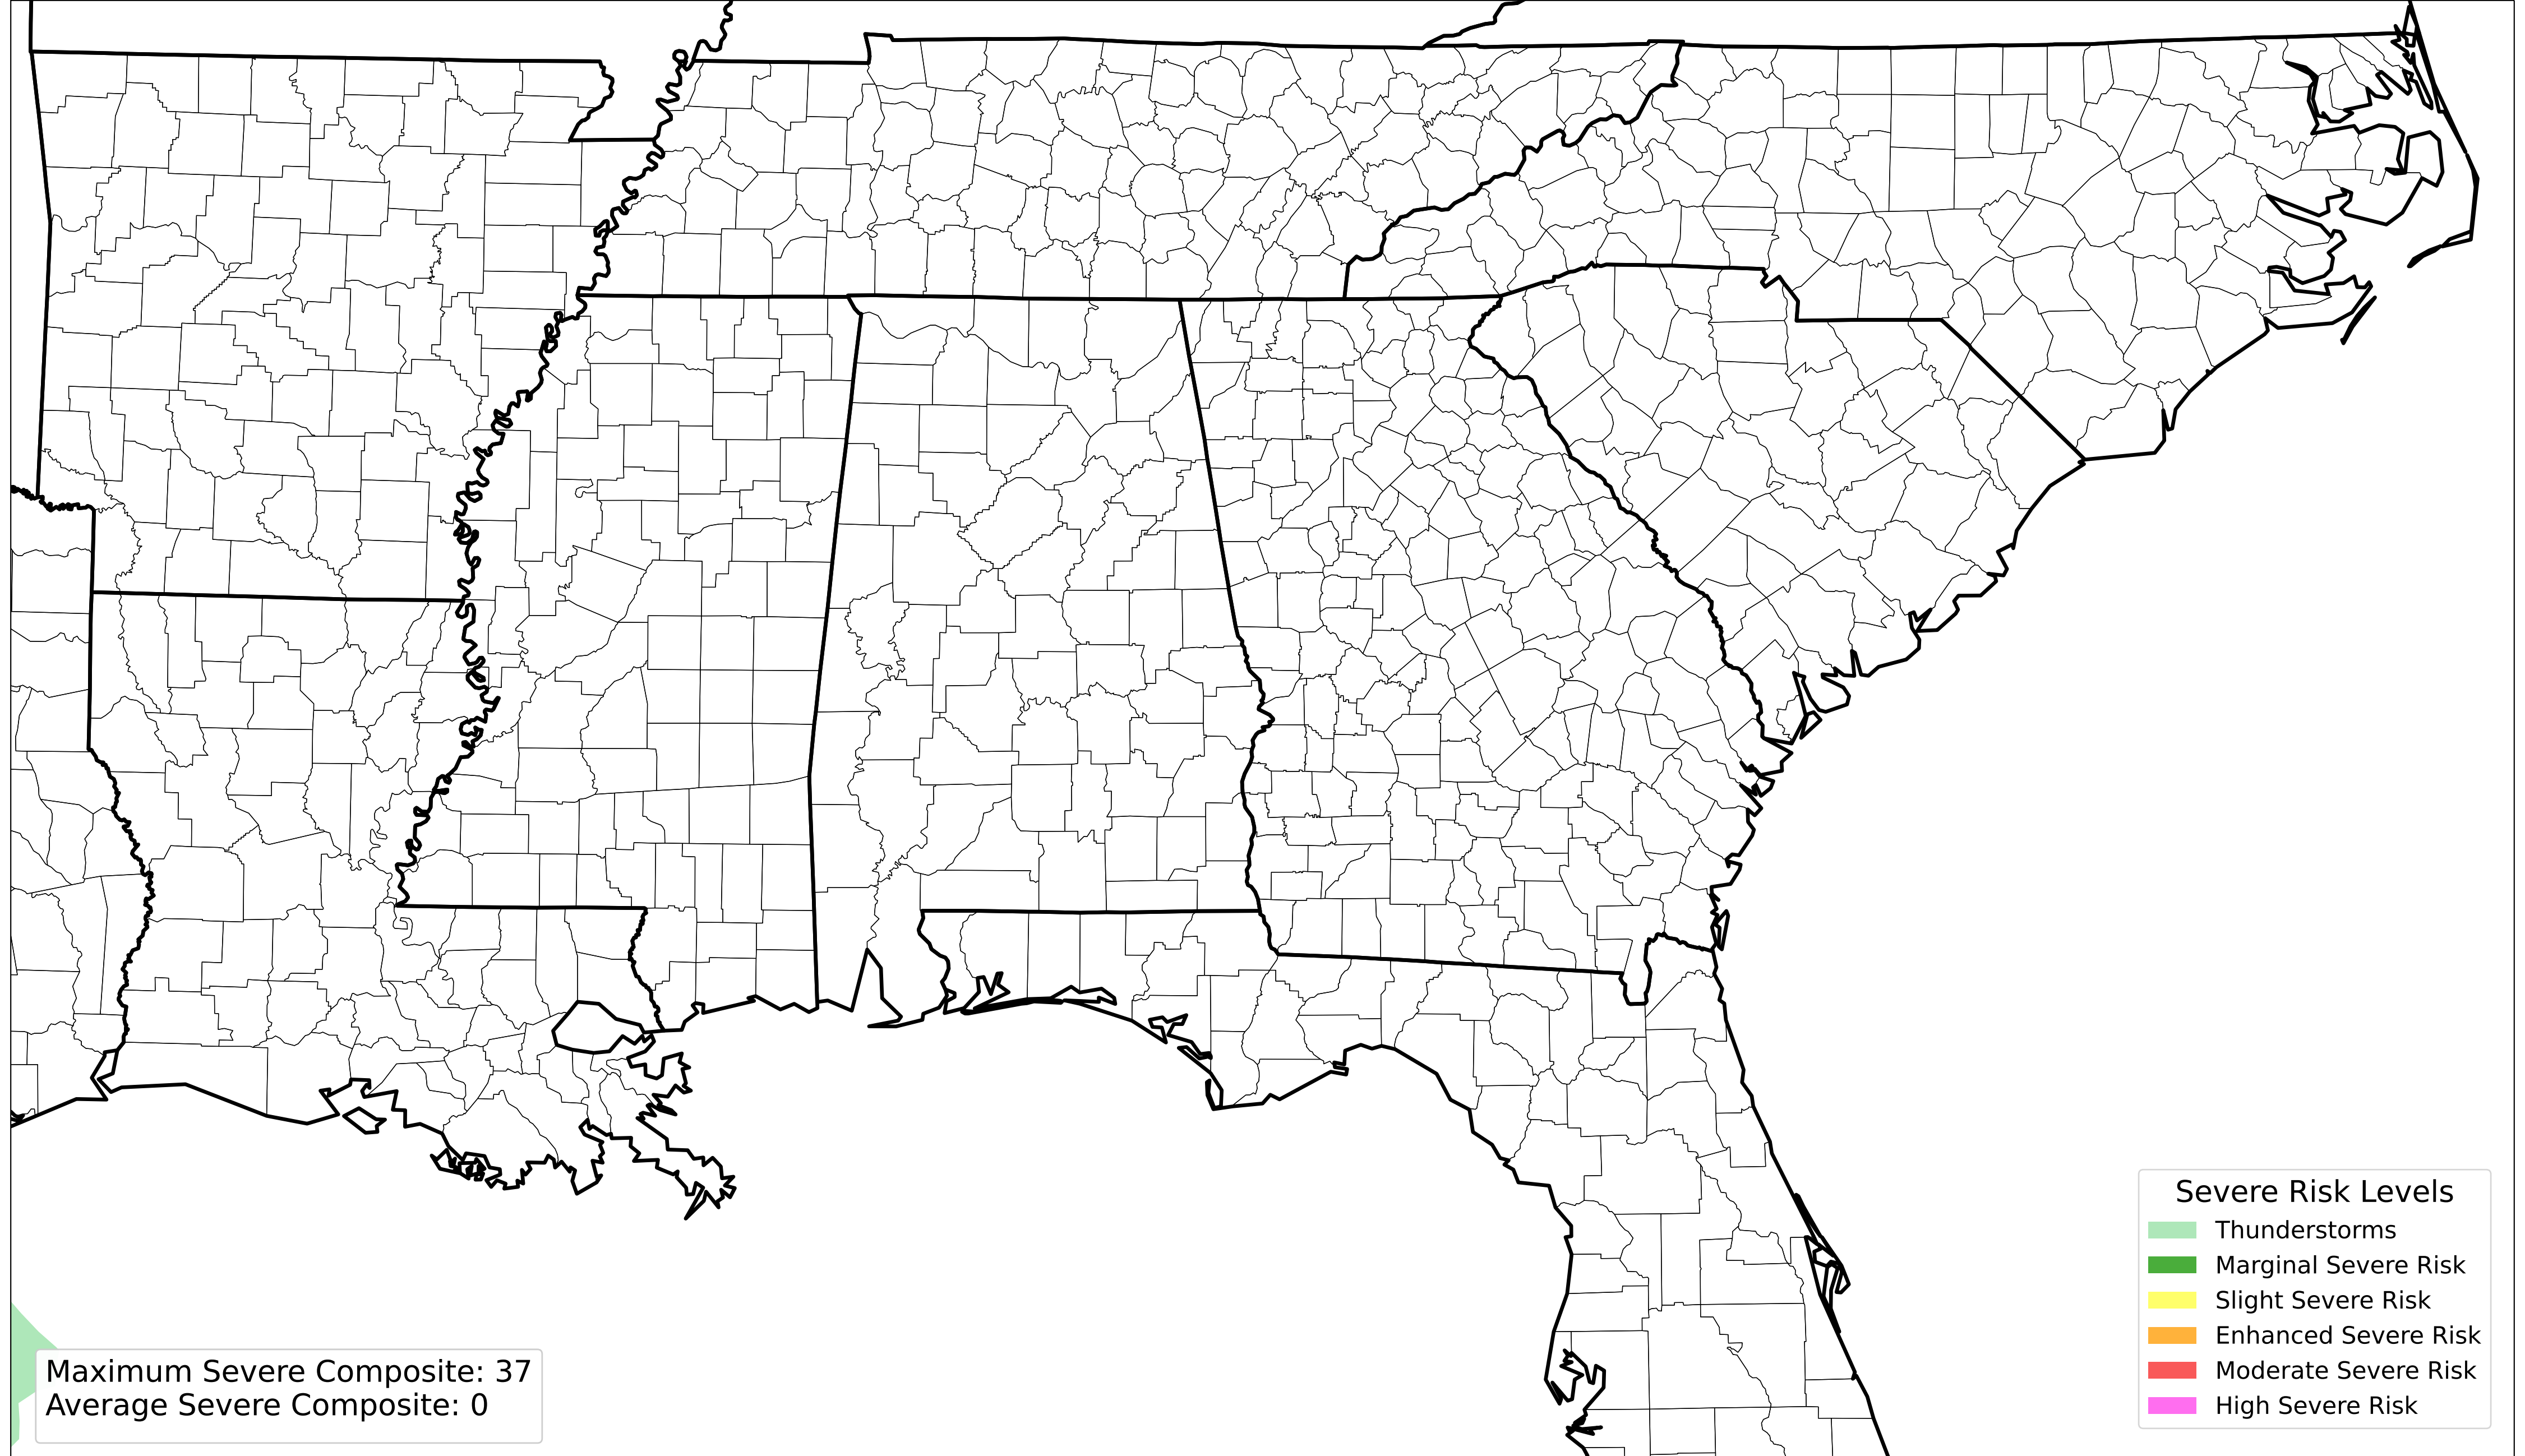 Severe Risk Levels
Thunderstorms
Marginal Severe Risk
Slight Severe Risk
Enhanced Severe Risk
Moderate Severe Risk
High Severe Risk
Maximum Severe Composite: 37
Average Severe Composite: 0